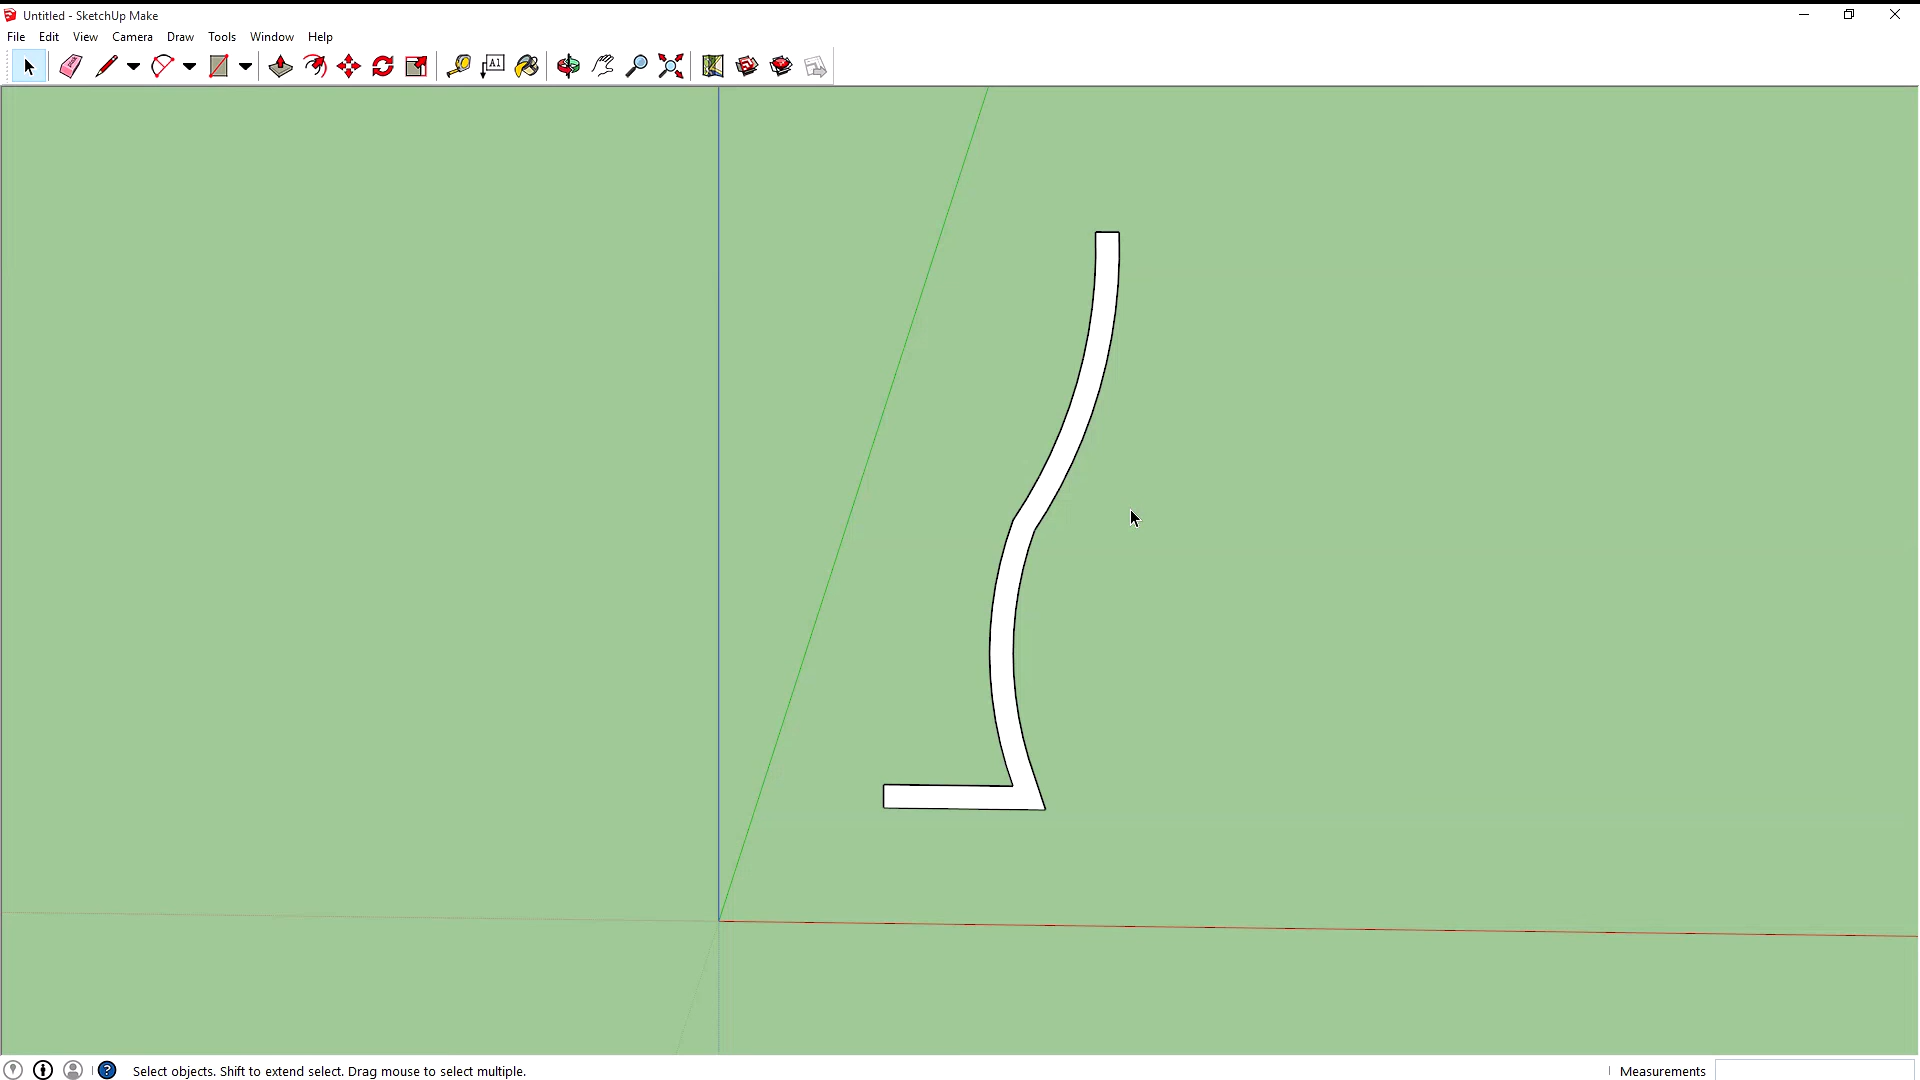 Untitled - SketchUp Make
File Edit View Camera Draw Tools Window Help
A1
Select objects. Shift to extend select. Drag mouse to select multiple.
Measurements